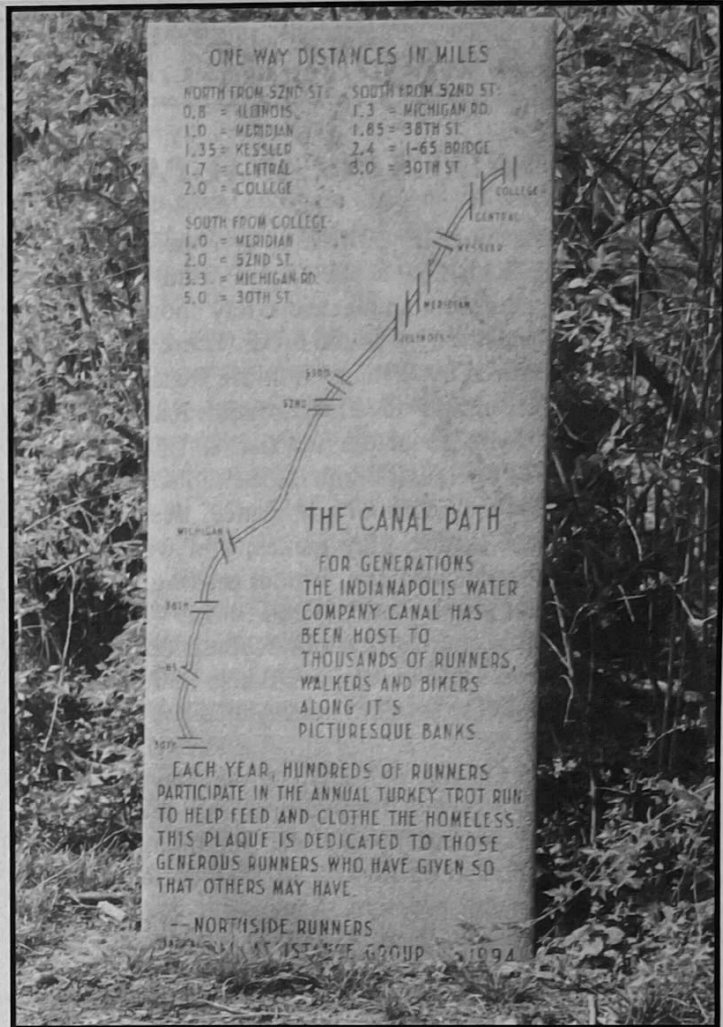 ONE WAY DISTANCES IN MILES
NORTH FROM 52ND ST.
0.8 = ILLINOIS
1.0 = MERIDIAN
1.35 = KESSLER
1.7 = CENTRAL
2.0 = COLLEGE
SOUTH FROM 52ND ST.
1.3 = MICHIGAN RD.
1.85 = 38TH ST.
2.4 = I-65 BRIDGE
3.0 = 30TH ST.
SOUTH FROM COLLEGE
1.0 = MERIDIAN
2.0 = 52ND ST.
3.3 = MICHIGAN RD.
5.0 = 30TH ST.
COLLEGE
CENTRAL
KESSLER
MERIDIAN
ILLINOIS
53RD
52ND
MICHIGAN
38TH
65
30TH
THE CANAL PATH
FOR GENERATIONS
THE INDIANAPOLIS WATER
COMPANY CANAL HAS
BEEN HOST TO
THOUSANDS OF RUNNERS,
WALKERS AND BIKERS
ALONG IT'S
PICTURESQUE BANKS
EACH YEAR, HUNDREDS OF RUNNERS
PARTICIPATE IN THE ANNUAL TURKEY TROT RUN
TO HELP FEED AND CLOTHE THE HOMELESS.
THIS PLAQUE IS DEDICATED TO THOSE
GENEROUS RUNNERS WHO HAVE GIVEN SO
THAT OTHERS MAY HAVE.
--NORTHSIDE RUNNERS
ASSISTANCE GROUP 1994